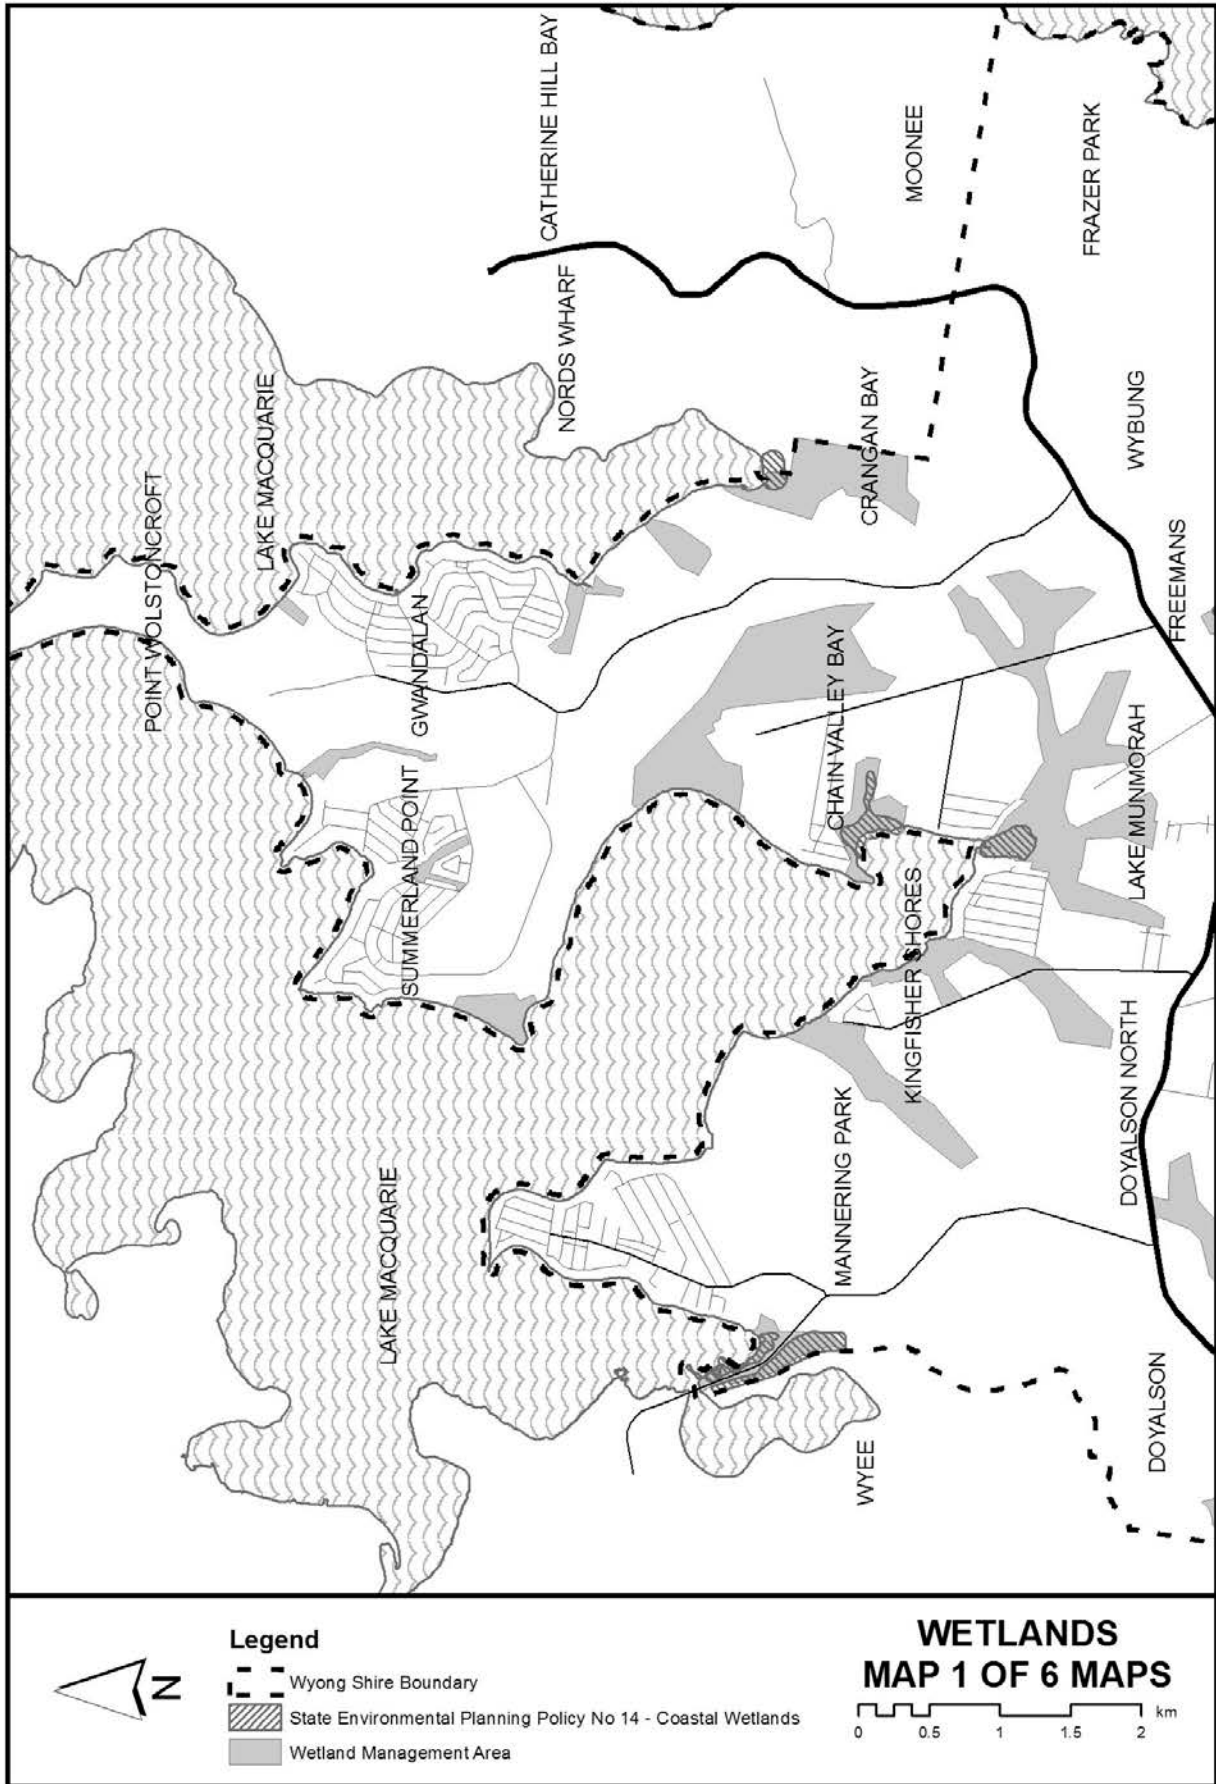 CATHERINE HILL BAY
MOONEE
FRAZER PARK
NORDS WHARF
LAKE MACQUARIE
CRANGAN BAY
WYBUNG
POINT WOLSTONCROFT
GWANDALAN
FREEMANS
CHAIN VALLEY BAY
SUMMERLAND POINT
LAKE MUNMORAH
KINGFISHER SHORES
DOYALSON NORTH
MANNERING PARK
LAKE MACQUARIE
WYEE
DOYALSON
N
Legend
Wyong Shire Boundary
State Environmental Planning Policy No 14 - Coastal Wetlands
Wetland Management Area
WETLANDS
MAP 1 OF 6 MAPS
km
0 0.5 1 1.5 2